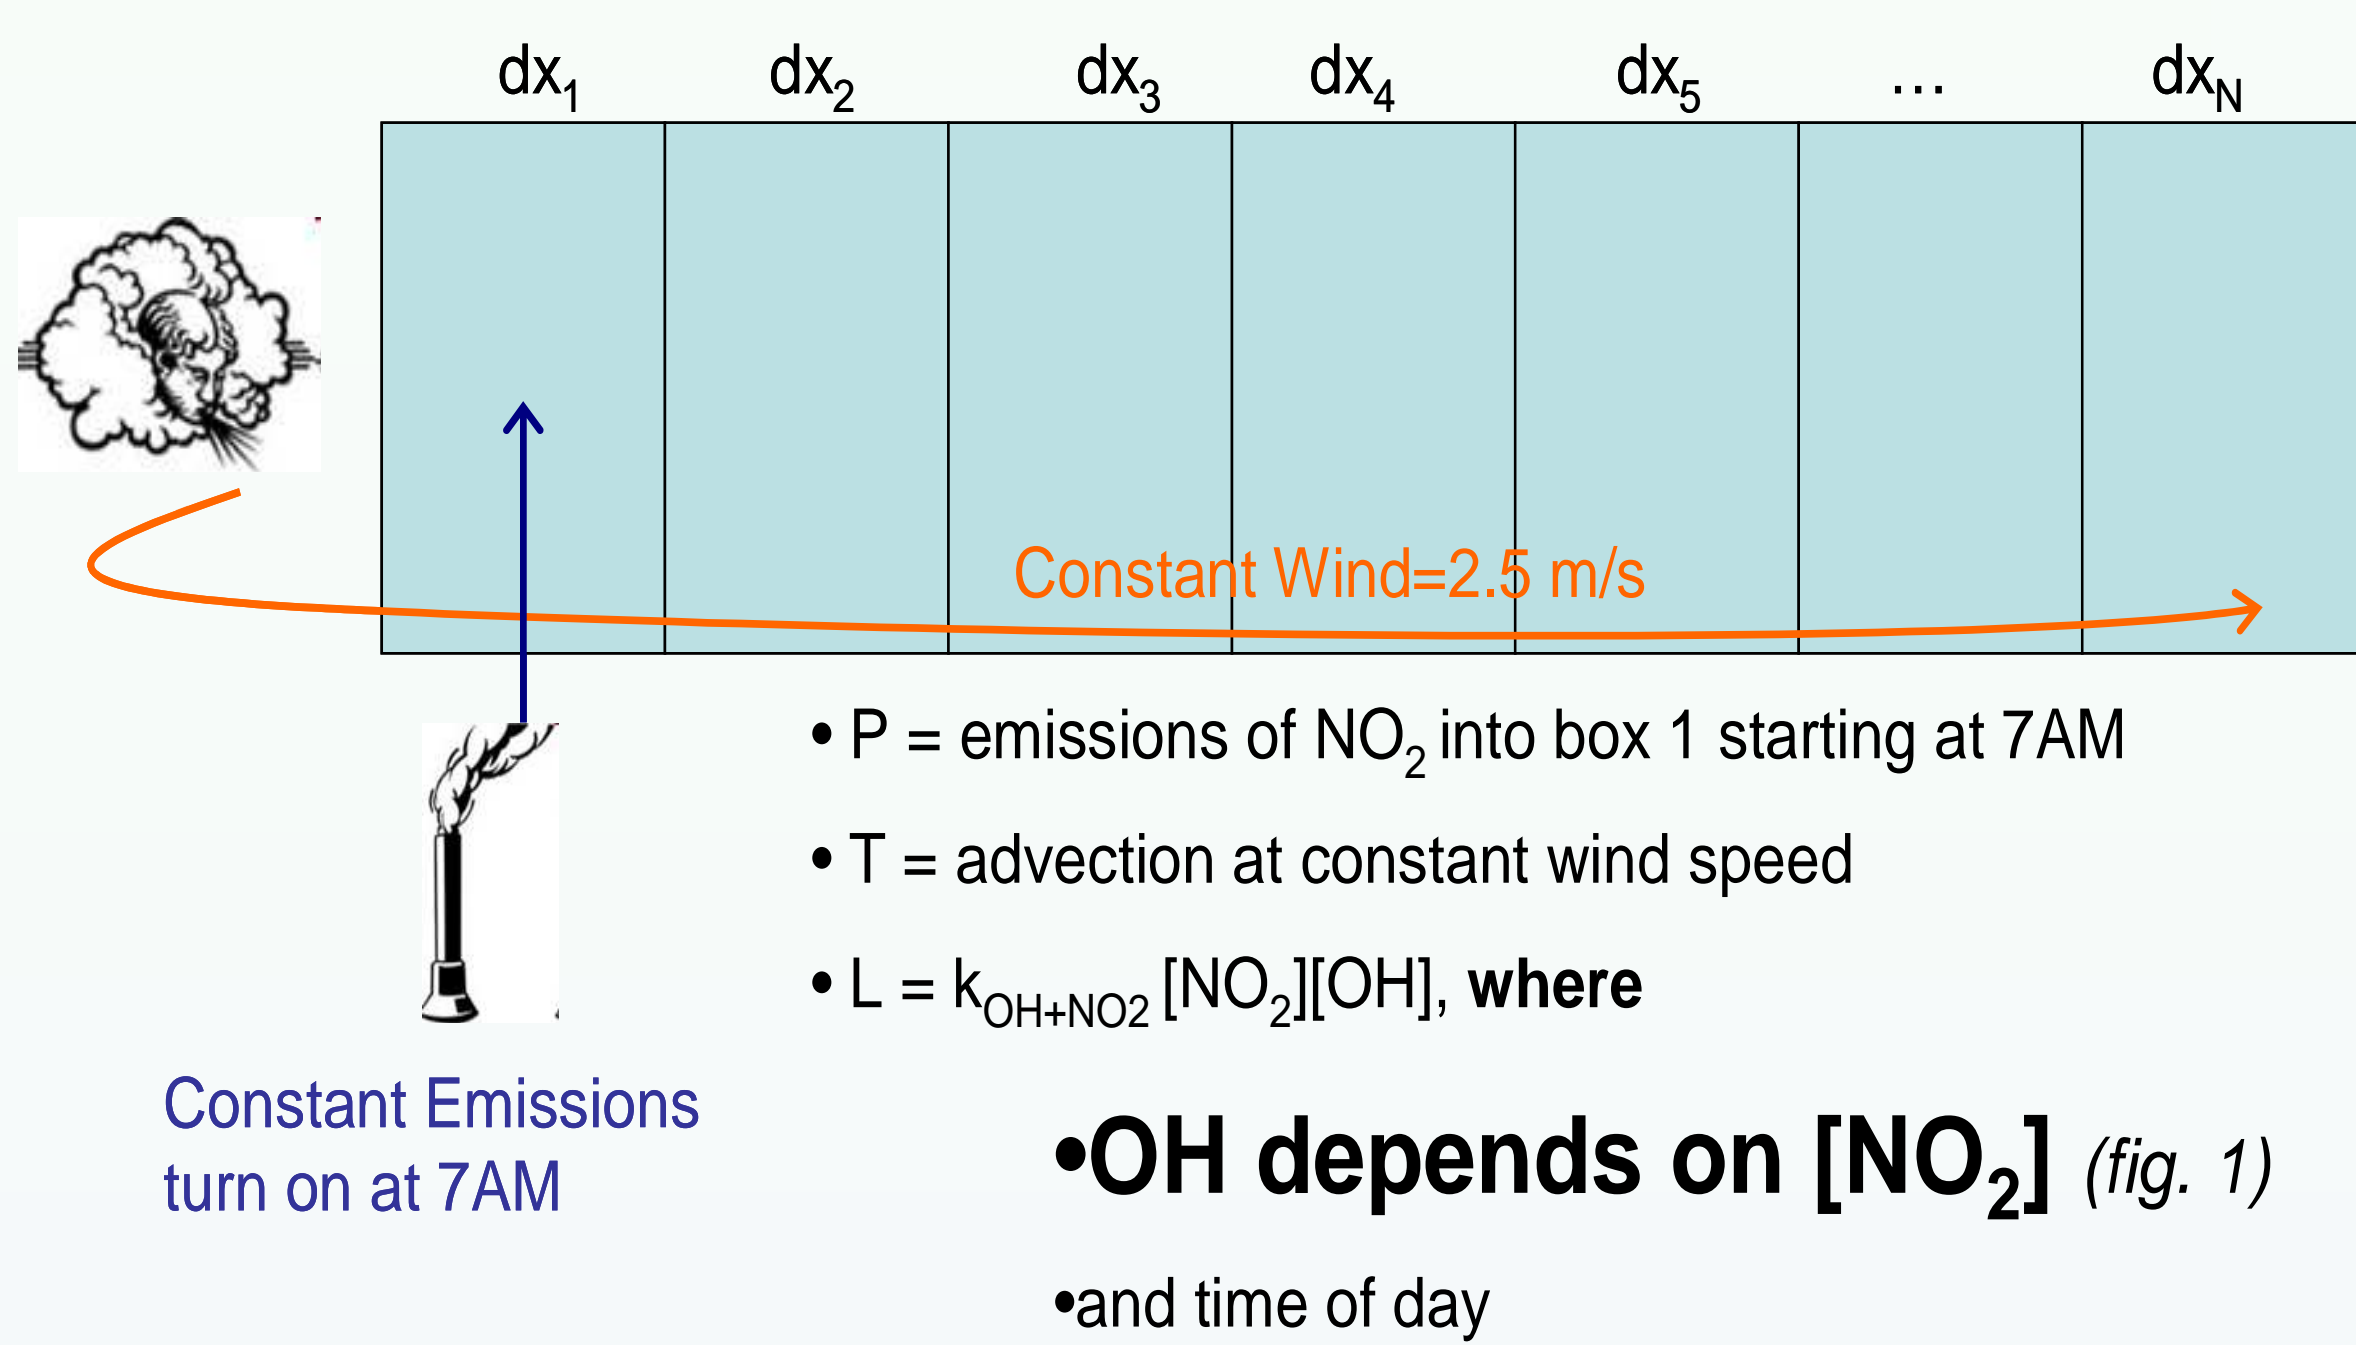 dx₁ dx₂ dx₃ dx₄ dx₅ … dx_N
Constant Wind=2.5 m/s
• P = emissions of NO₂ into box 1 starting at 7AM
• T = advection at constant wind speed
• L = k_OH+NO2 [NO₂][OH], where
Constant Emissions
turn on at 7AM
•OH depends on [NO₂] (fig. 1)
•and time of day